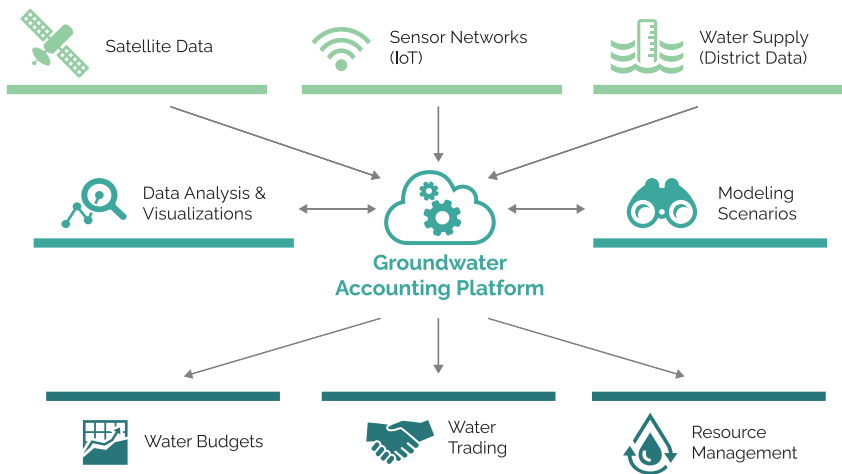 Satellite Data
Sensor Networks
(IoT)
Water Supply
(District Data)
Data Analysis &
Visualizations
Modeling
Scenarios
Groundwater
Accounting Platform
Water Budgets
Water
Trading
Resource
Management